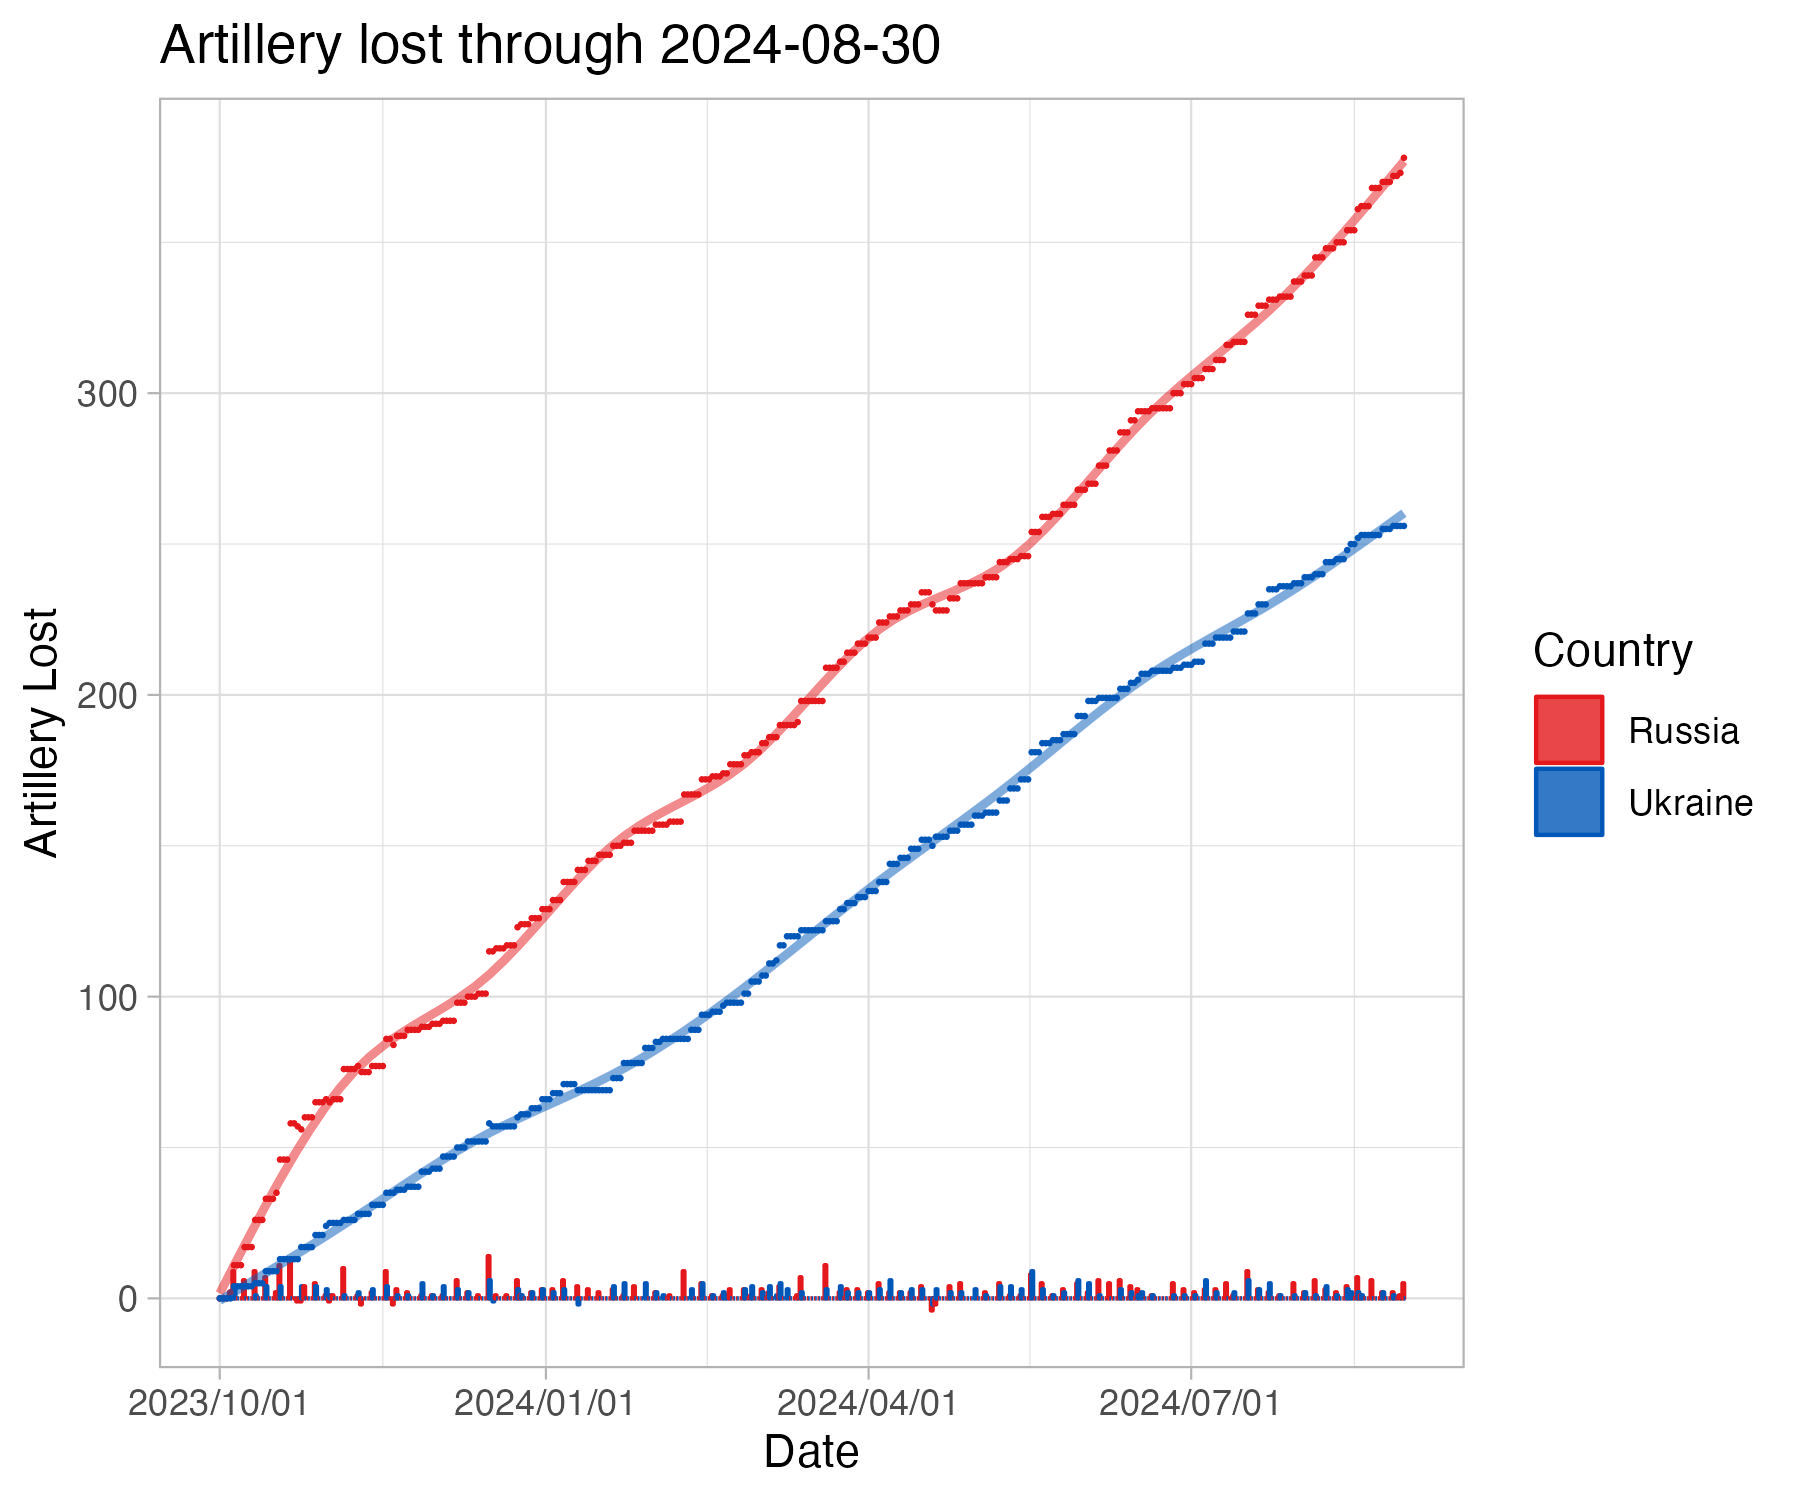 Artillery lost through 2024-08-30
Artillery Lost
300
200
100
0
2023/10/01
2024/01/01
2024/04/01
2024/07/01
Date
Country
Russia
Ukraine